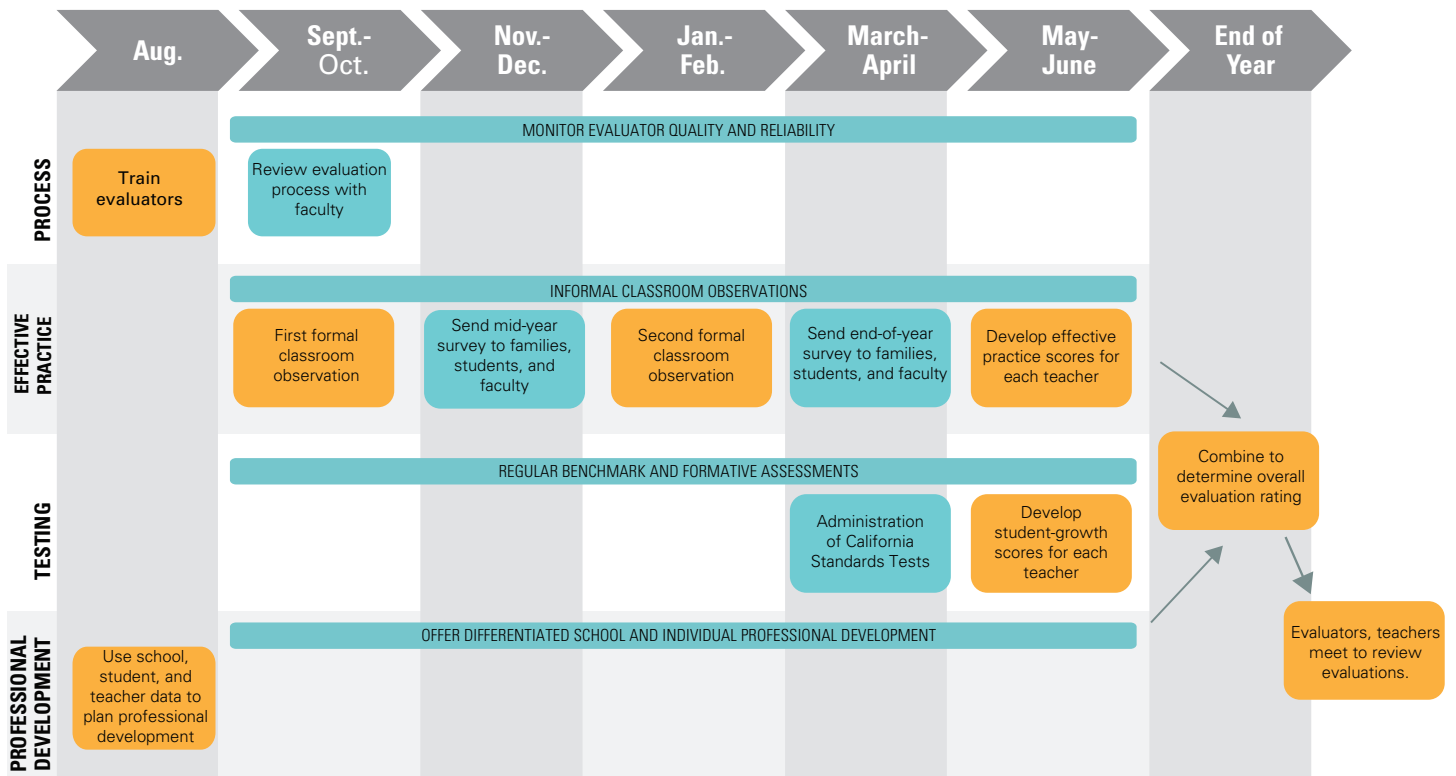 Aug.
Sept.-
Oct.
Nov.-
Dec.
Jan.-
Feb.
March-
April
May-
June
End of
Year
PROCESS
MONITOR EVALUATOR QUALITY AND RELIABILITY
Train
evaluators
Review evaluation
process with
faculty
EFFECTIVE
PRACTICE
INFORMAL CLASSROOM OBSERVATIONS
First formal
classroom
observation
Send mid-year
survey to families,
students, and
faculty
Second formal
classroom
observation
Send end-of-year
survey to families,
students, and faculty
Develop effective
practice scores for
each teacher
TESTING
REGULAR BENCHMARK AND FORMATIVE ASSESSMENTS
Administration
of California
Standards Tests
Develop
student-growth
scores for each
teacher
Combine to
determine overall
evaluation rating
PROFESSIONAL
DEVELOPMENT
OFFER DIFFERENTIATED SCHOOL AND INDIVIDUAL PROFESSIONAL DEVELOPMENT
Use school,
student, and
teacher data to
plan professional
development
Evaluators, teachers
meet to review
evaluations.